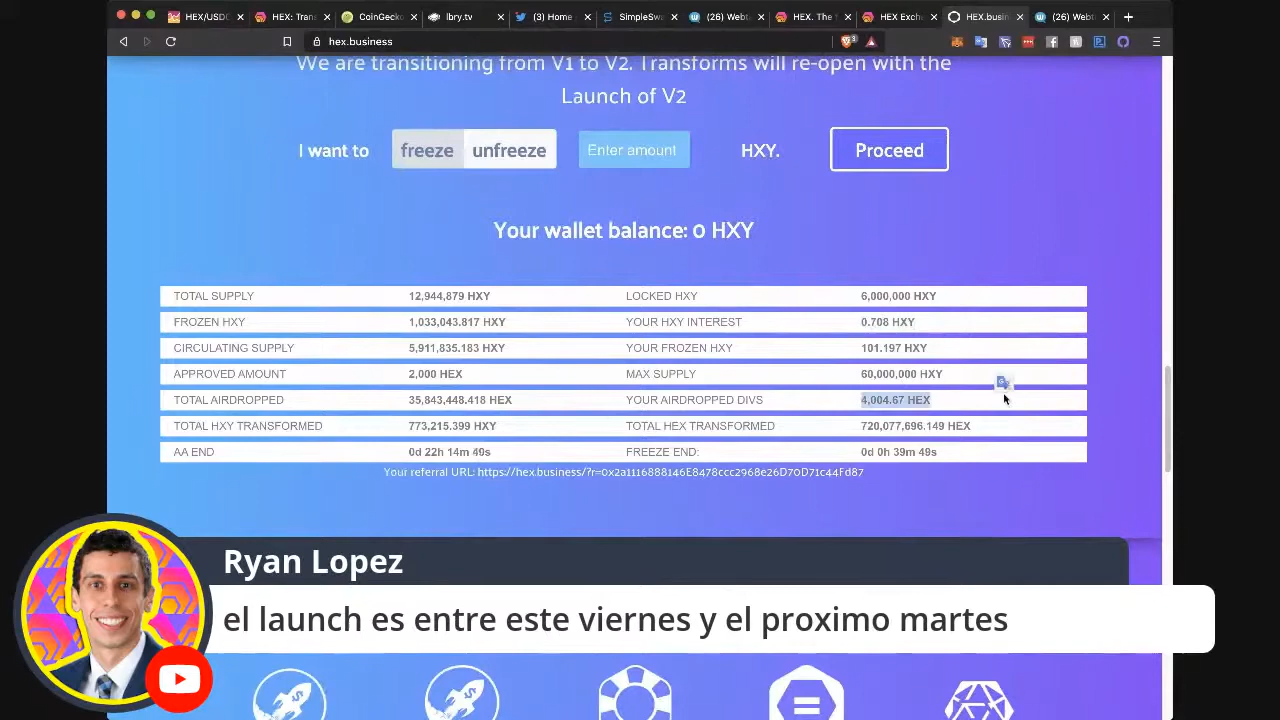 HEX/USDC
HEX: Trans
CoinGecko
lbry.tv
(3) Home
SimpleSwa
(26) Webtu
HEX. The
HEX Excha
HEX.busin
(26) Webtu
hex.business
We are transitioning from V1 to V2. Transforms will re-open with the
Launch of V2
I want to freeze unfreeze Enter amount HXY. Proceed
Your wallet balance: 0 HXY
TOTAL SUPPLY 12,944,879 HXY LOCKED HXY 6,000,000 HXY
FROZEN HXY 1,033,043.817 HXY YOUR HXY INTEREST 0.708 HXY
CIRCULATING SUPPLY 5,911,835.183 HXY YOUR FROZEN HXY 101.197 HXY
APPROVED AMOUNT 2,000 HEX MAX SUPPLY 60,000,000 HXY
TOTAL AIRDROPPED 35,843,448.418 HEX YOUR AIRDROPPED DIVS 4,004.67 HEX
TOTAL HXY TRANSFORMED 773,215.399 HXY TOTAL HEX TRANSFORMED 720,077,696.149 HEX
AA END 0d 22h 14m 49s FREEZE END: 0d 0h 39m 49s
Your referral URL: https://hex.business/?r=0x2a1116888146E8478ccc2968e26D70D71c44Fd87
Ryan Lopez
el launch es entre este viernes y el proximo martes